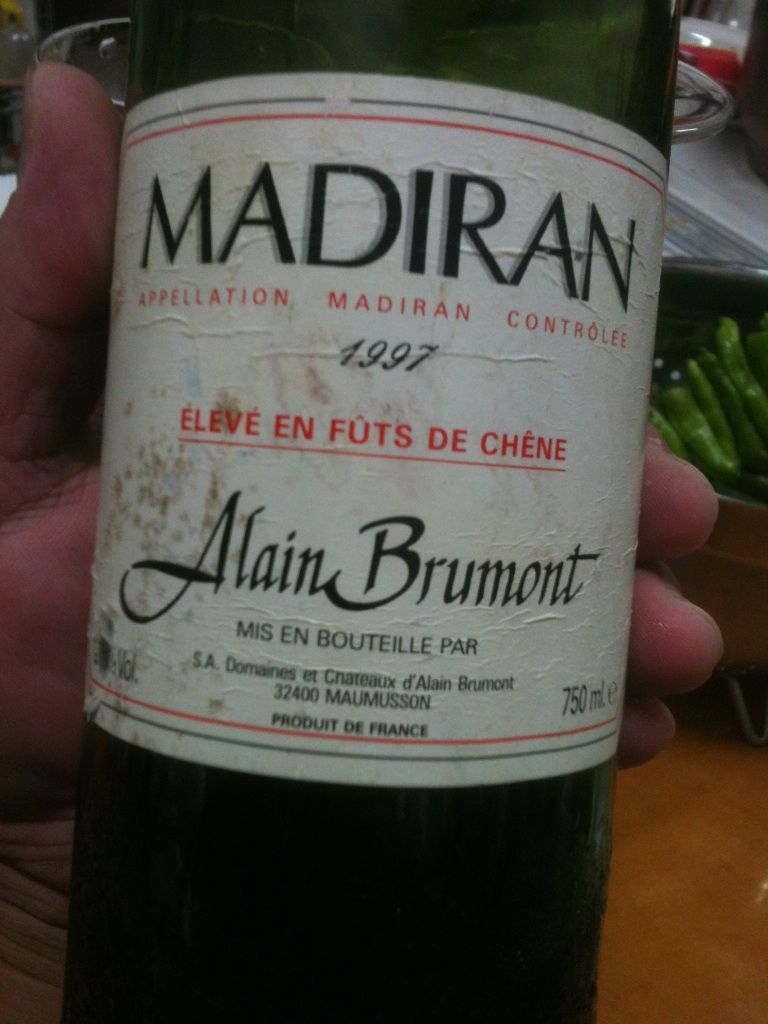 MADIRAN
APPELLATION MADIRAN CONTRÔLÉE
1997
ÉLEVÉ EN FÛTS DE CHÊNE
Alain Brumont
MIS EN BOUTEILLE PAR
Vol.
S.A. Domaines et Chateaux d'Alain Brumont
32400 MAUMUSSON
750 ml. e
PRODUIT DE FRANCE